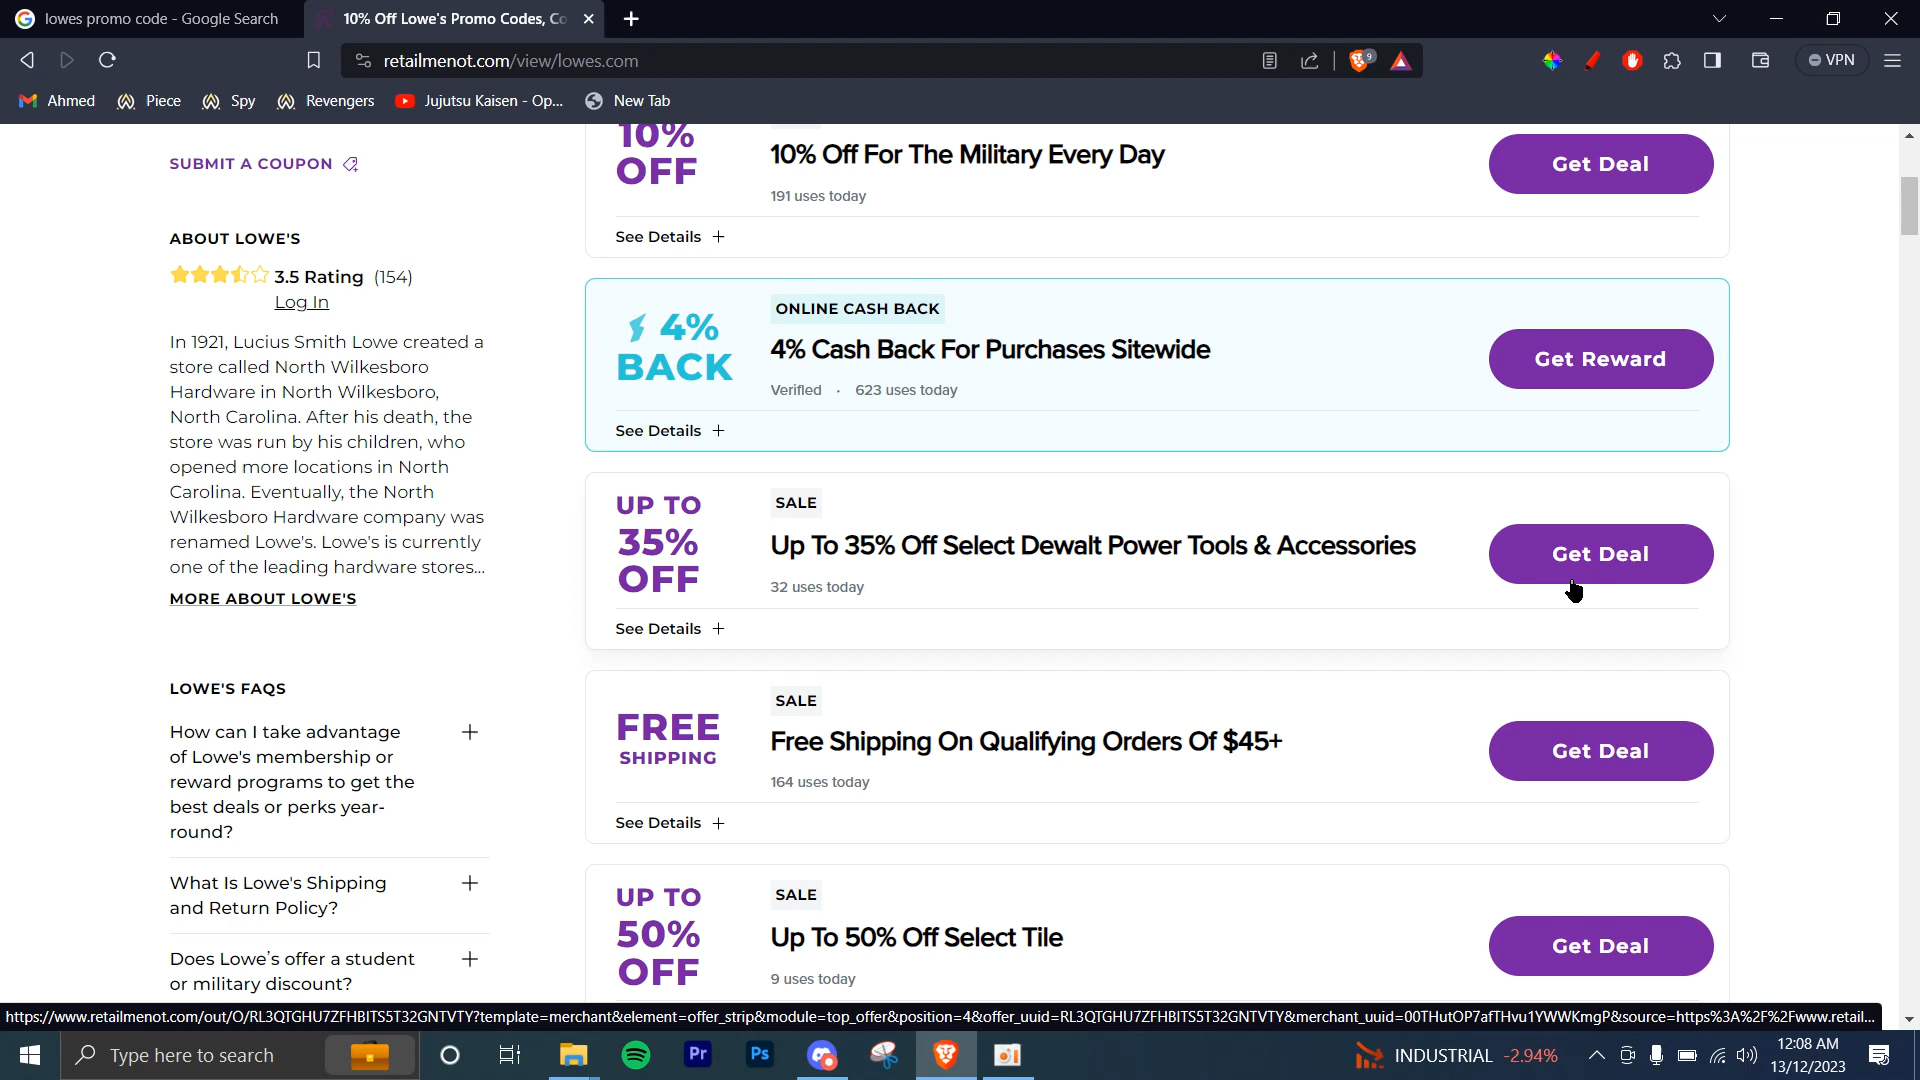 lowes promo code - Google Search
10% Off Lowe's Promo Codes, Co
retailmenot.com/view/lowes.com
9
VPN
Ahmed
Piece
Spy
Revengers
Jujutsu Kaisen - Op...
New Tab
SUBMIT A COUPON
ABOUT LOWE'S
3.5 Rating (154)
Log In
In 1921, Lucius Smith Lowe created a
store called North Wilkesboro
Hardware in North Wilkesboro,
North Carolina. After his death, the
store was run by his children, who
opened more locations in North
Carolina. Eventually, the North
Wilkesboro Hardware company was
renamed Lowe's. Lowe's is currently
one of the leading hardware stores...
MORE ABOUT LOWE'S
LOWE'S FAQS
How can I take advantage
of Lowe's membership or
reward programs to get the
best deals or perks year-
round?
What Is Lowe's Shipping
and Return Policy?
Does Lowe's offer a student
or military discount?
10%
OFF
10% Off For The Military Every Day
191 uses today
Get Deal
See Details
4%
BACK
ONLINE CASH BACK
4% Cash Back For Purchases Sitewide
Verified · 623 uses today
Get Reward
See Details
UP TO
35%
OFF
SALE
Up To 35% Off Select Dewalt Power Tools & Accessories
32 uses today
Get Deal
See Details
FREE
SHIPPING
SALE
Free Shipping On Qualifying Orders Of $45+
164 uses today
Get Deal
See Details
UP TO
50%
OFF
SALE
Up To 50% Off Select Tile
9 uses today
Get Deal
https://www.retailmenot.com/out/O/RL3QTGHU7ZFHBITS5T32GNTVTY?template=merchant&element=offer_strip&module=top_offer&position=4&offer_uuid=RL3QTGHU7ZFHBITS5T32GNTVTY&merchant_uuid=00THutOP7afTHvu1YWWKmgP&source=https%3A%2F%2Fwww.retail...
Type here to search
Pr
Ps
INDUSTRIAL -2.94%
12:08 AM
13/12/2023